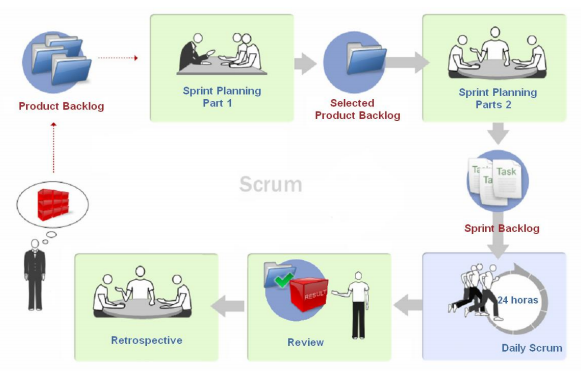 Product Backlog
Sprint Planning
Part 1
Selected
Product Backlog
Sprint Planning
Parts 2
Scrum
Task
Sprint Backlog
24 horas
Daily Scrum
RESULT
Review
Retrospective